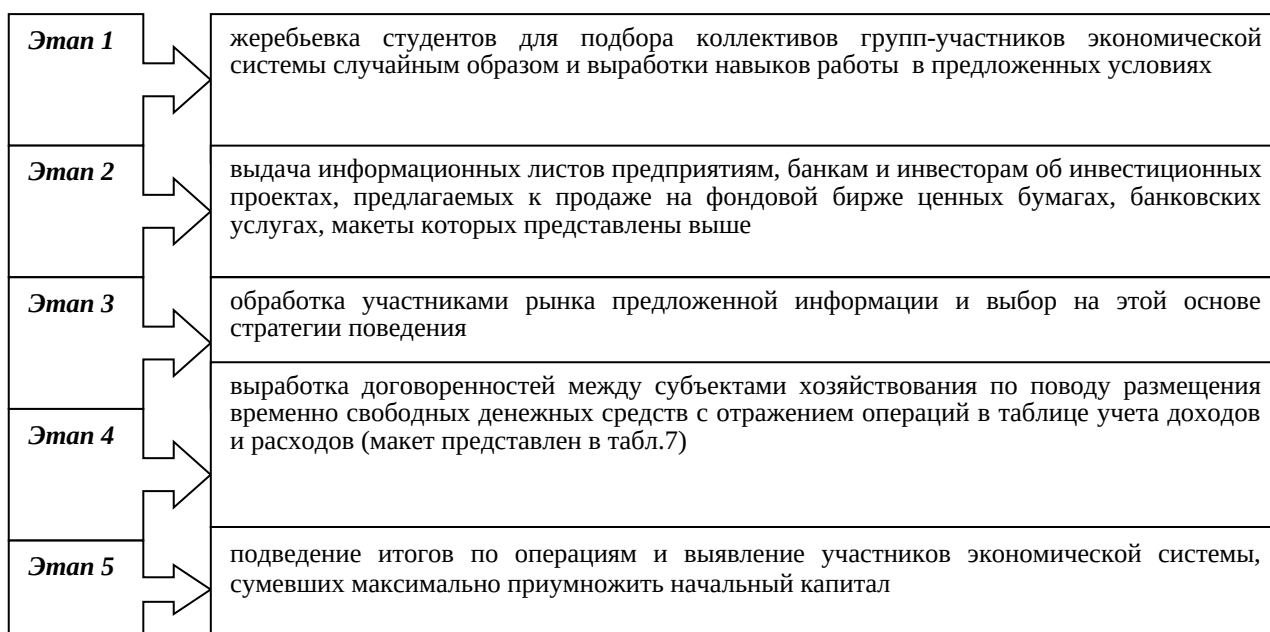 Этап 1
жеребьевка студентов для подбора коллективов групп-участников экономической
системы случайным образом и выработки навыков работы в предложенных условиях
Этап 2
выдача информационных листов предприятиям, банкам и инвесторам об инвестиционных
проектах, предлагаемых к продаже на фондовой бирже ценных бумагах, банковских
услугах, макеты которых представлены выше
Этап 3
обработка участниками рынка предложенной информации и выбор на этой основе
стратегии поведения
Этап 4
выработка договоренностей между субъектами хозяйствования по поводу размещения
временно свободных денежных средств с отражением операций в таблице учета доходов
и расходов (макет представлен в табл.7)
Этап 5
подведение итогов по операциям и выявление участников экономической системы,
сумевших максимально приумножить начальный капитал